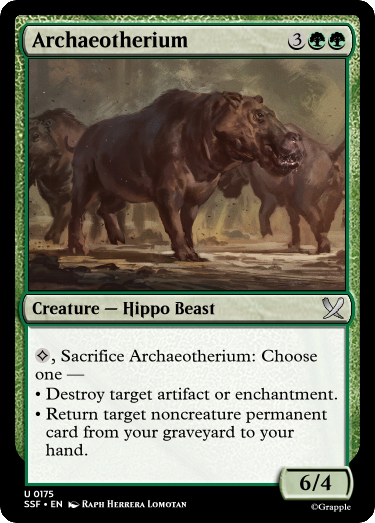 Archaeotherium 3
Creature — Hippo Beast
, Sacrifice Archaeotherium: Choose
one —
• Destroy target artifact or enchantment.
• Return target noncreature permanent
card from your graveyard to your
hand.
6/4
U 0175
SSF • EN Raph Herrera Lomotan
©Grapple